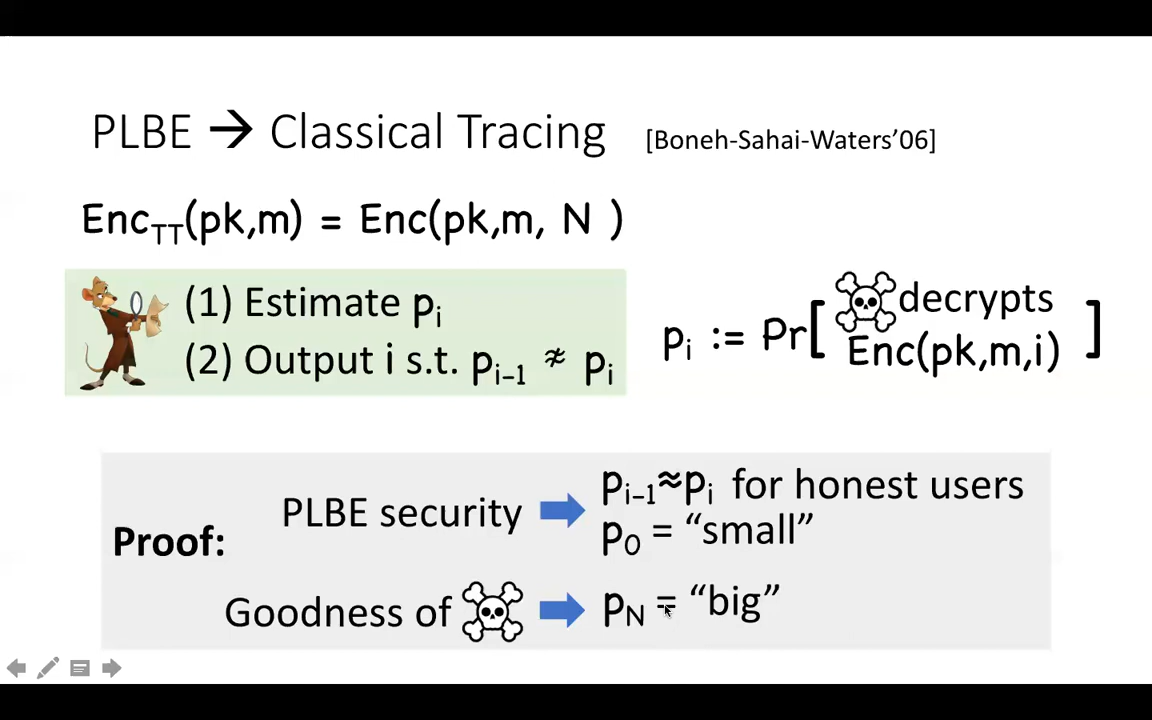 PLBE → Classical Tracing [Boneh-Sahai-Waters’06]
Enc_TT(pk,m) = Enc(pk,m, N )
(1) Estimate p_i
(2) Output i s.t. p_{i-1} ≉ p_i
p_i := Pr[ decrypts Enc(pk,m,i) ]
Proof:
PLBE security
p_{i-1}≈p_i for honest users
p_0 = “small”
Goodness of
p_N = “big”